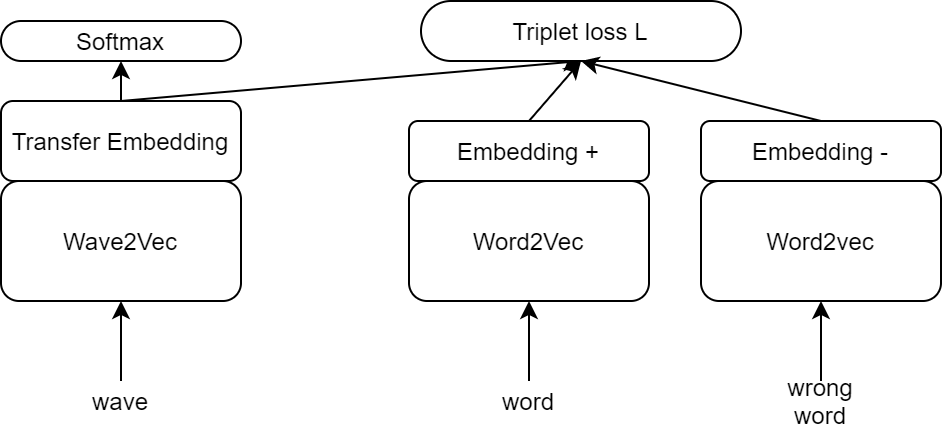 Softmax
Triplet loss L
Transfer Embedding
Embedding +
Embedding -
Wave2Vec
Word2Vec
Word2vec
wave
word
wrong
word